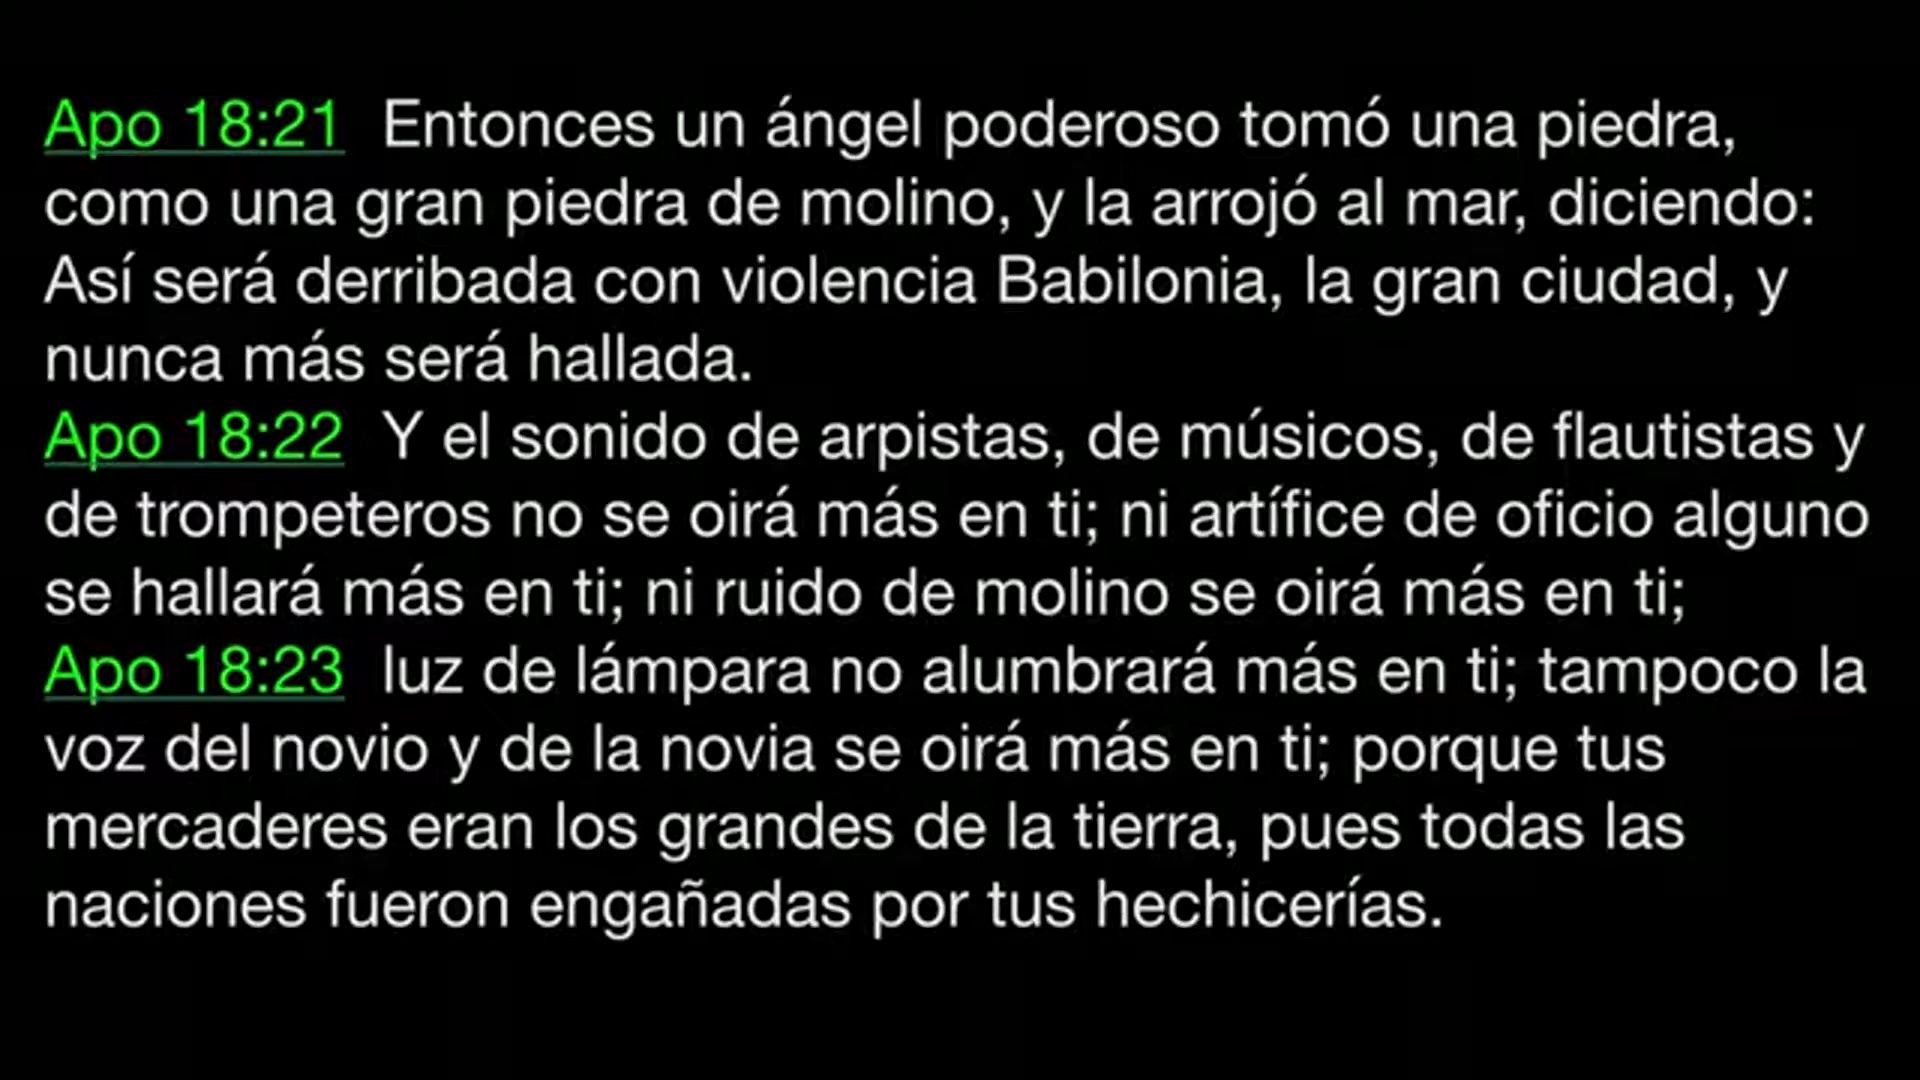 Apo 18:21 Entonces un ángel poderoso tomó una piedra,
como una gran piedra de molino, y la arrojó al mar, diciendo:
Así será derribada con violencia Babilonia, la gran ciudad, y
nunca más será hallada.
Apo 18:22 Y el sonido de arpistas, de músicos, de flautistas y
de trompeteros no se oirá más en ti; ni artífice de oficio alguno
se hallará más en ti; ni ruido de molino se oirá más en ti;
Apo 18:23 luz de lámpara no alumbrará más en ti; tampoco la
voz del novio y de la novia se oirá más en ti; porque tus
mercaderes eran los grandes de la tierra, pues todas las
naciones fueron engañadas por tus hechicerías.